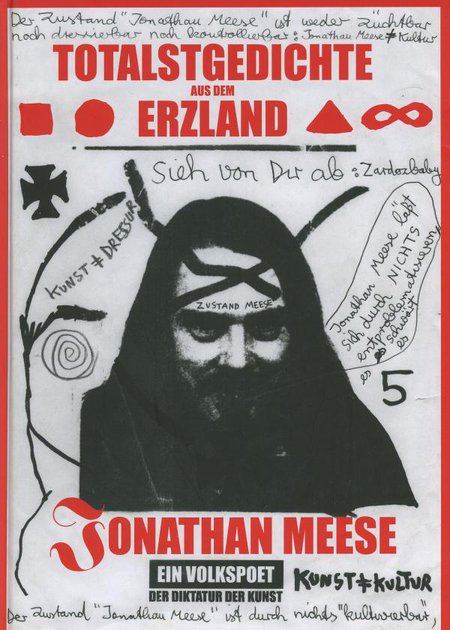 Der Zustand "Jonathan Meese" ist weder züchtbar
noch dressierbar noch kontrollierbar: Jonathan Meese ≠ Kultur
TOTALSTGEDICHTE
AUS DEM
ERZLAND
Sieh von Dir ab: Zardozbaby
KUNST ≠ DRESSUR
ZUSTAND MEESE
Jonathan Meese läßt
sich durch NICHTS
entproblematisieren,
es schweißt
es
5
JONATHAN MEESE
EIN VOLKSPOET
DER DIKTATUR DER KUNST
KUNST ≠ KULTUR
Der Zustand "Jonathan Meese" ist durch nichts "kultivierbar",